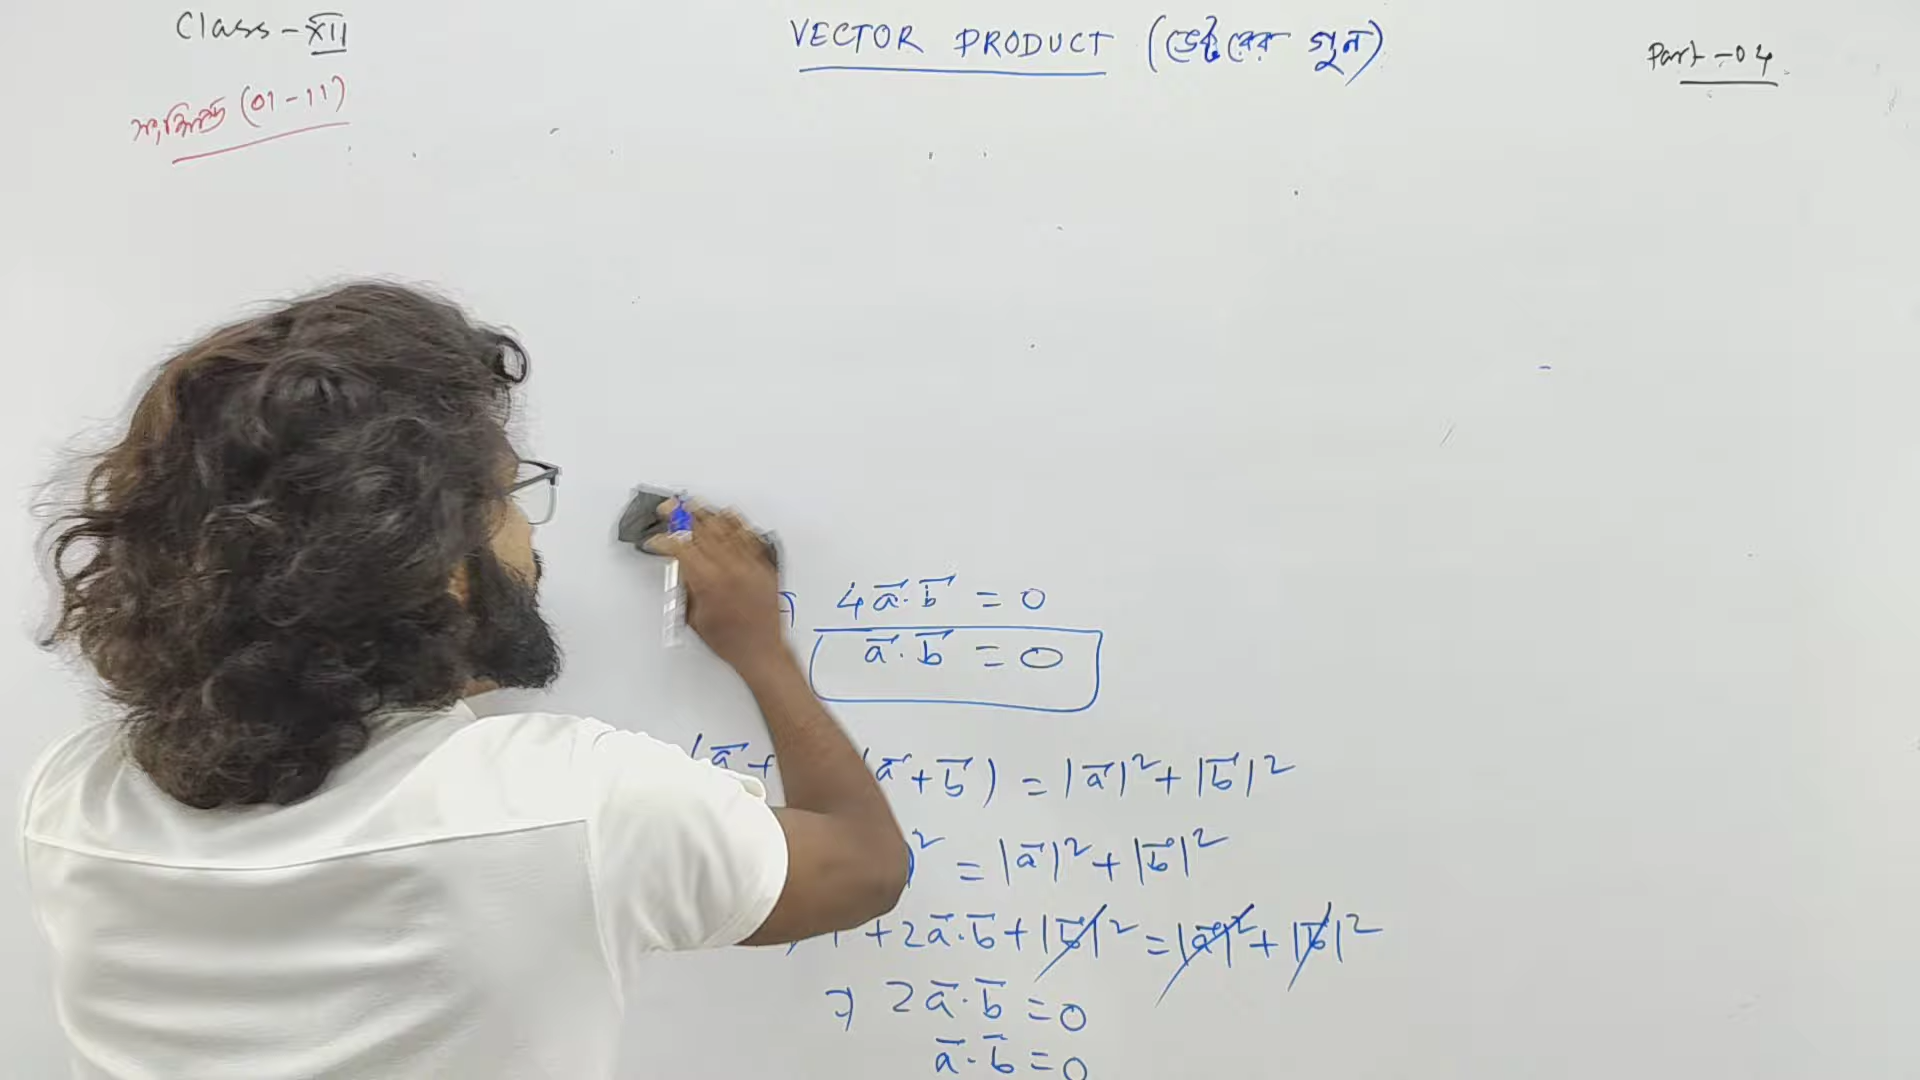 Class - XII
VECTOR PRODUCT (ভেক্টরের গুন)
Part - 04
সংক্ষিপ্ত (01 - 11)
4a⃗·b⃗ = 0
a⃗·b⃗ = 0
(a⃗ + (a⃗ + b⃗) = |a⃗|² + |b⃗|²
)² = |a⃗|² + |b⃗|²
+ 2a⃗·b⃗ + |b⃗|² = |a⃗|² + |b⃗|²
⇒ 2a⃗·b⃗ = 0
a⃗·b⃗ = 0